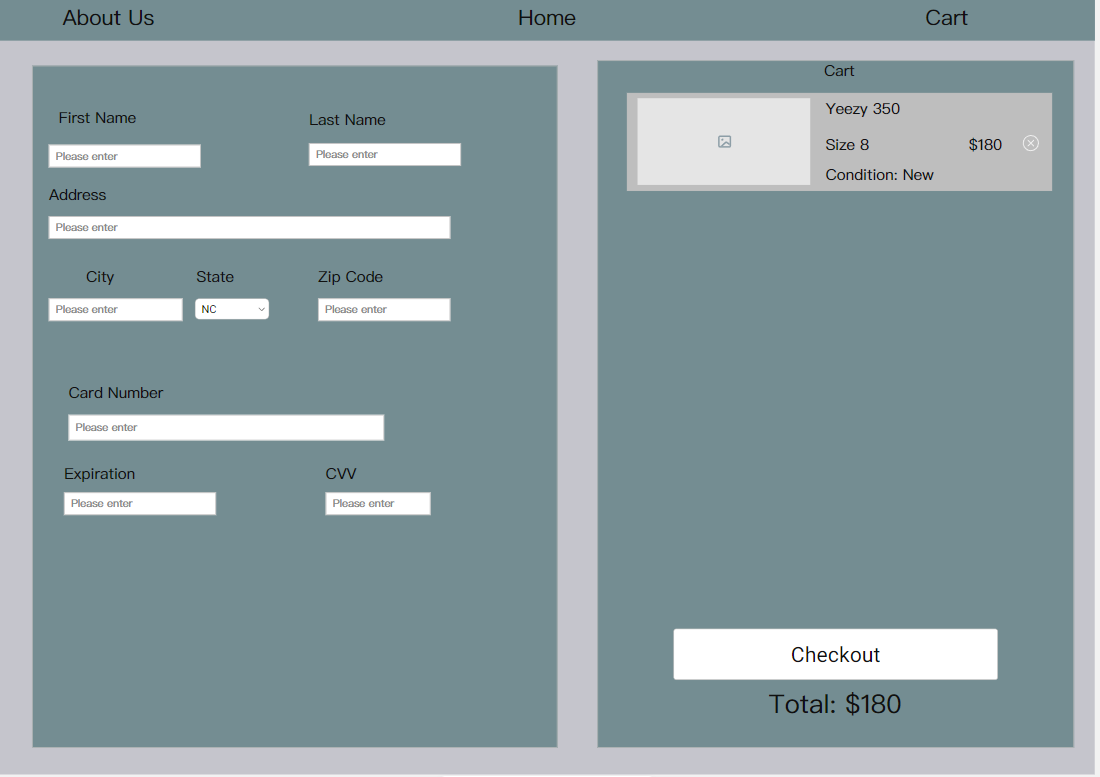 About Us Home Cart
First Name Last Name
Please enter Please enter
Address
Please enter
City State Zip Code
Please enter NC Please enter
Card Number
Please enter
Expiration CVV
Please enter Please enter
Cart
Yeezy 350
Size 8 $180
Condition: New
Checkout
Total: $180